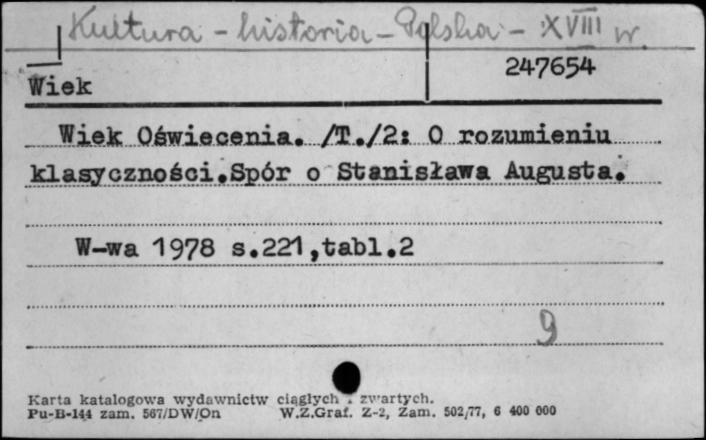 Kultura - historia - Polska - XVIII w.
247654
Wiek
Wiek Oświecenia. /T./2: O rozumieniu
klasyczności.Spór o Stanisława Augusta.
W-wa 1978 s.221,tabl.2
9
Karta katalogowa wydawnictw ciągłych i zwartych.
Pu-B-144 zam. 567/DW/On W.Z.Graf. Z-2, Zam. 502/77, 6 400 000